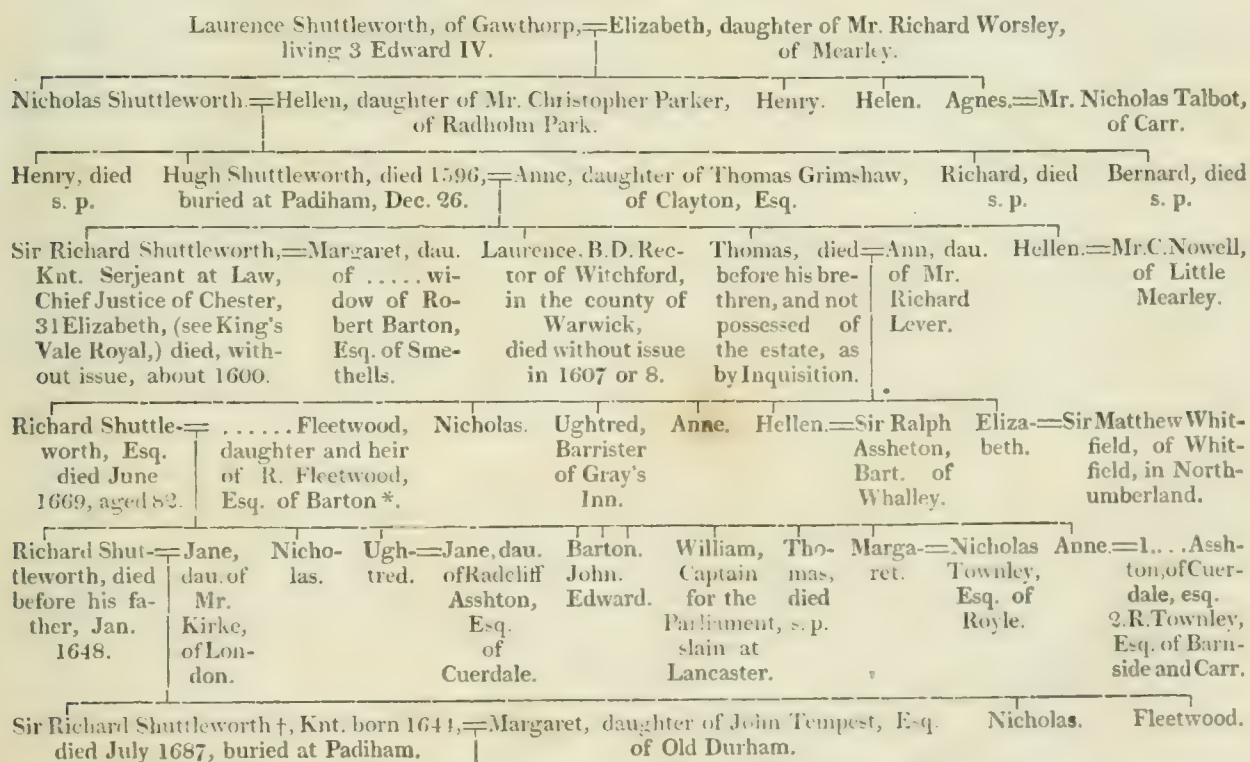 Laurence Shuttleworth, of Gawthorp,=Elizabeth, daughter of Mr. Richard Worsley,
living 3 Edward IV. of Mearley.
Nicholas Shuttleworth.=Hellen, daughter of Mr. Christopher Parker, Henry. Helen. Agnes.=Mr. Nicholas Talbot,
of Radholm Park. of Carr.
Henry, died Hugh Shuttleworth, died 1596,=Anne, daughter of Thomas Grimshaw, Richard, died Bernard, died
s. p. buried at Padiham, Dec. 26. of Clayton, Esq. s. p. s. p.
Sir Richard Shuttleworth,=Margaret, dau. Laurence. B.D. Rec- Thomas, died=Ann, dau. Hellen.=Mr. C. Nowell,
Knt. Serjeant at Law, of ..... wi- tor of Witchford, before his bre- of Mr. of Little
Chief Justice of Chester, dow of Ro- in the county of thren, and not Richard Mearley.
31 Elizabeth, (see King's bert Barton, Warwick, possessed of Lever.
Vale Royal,) died, with- Esq. of Sme- died without issue the estate, as
out issue, about 1600. thells. in 1607 or 8. by Inquisition.
Richard Shuttle-= ......Fleetwood, Nicholas. Ughtred, Anne. Hellen.=Sir Ralph Eliza-=Sir Matthew Whit-
worth, Esq. daughter and heir Barrister Assheton, beth. field, of Whit-
died June of R. Fleetwood, of Gray's Bart. of field, in North-
1669, aged 82. Esq. of Barton *. Inn. Whalley. umberland.
Richard Shut-=Jane, Nicho- Ugh-=Jane, dau. Barton. William, Tho- Marga-=Nicholas Anne.=1....Assh-
tleworth, died dau. of las. tred. of Radcliff John. Captain mas, ret. Townley, ton, of Cuer-
before his fa- Mr. Asshton, Edward. for the died Esq. of dale, esq.
ther, Jan. Kirke, Esq. Parliament, s. p. Royle. 2. R. Townley,
1648. of Lon- of slain at Esq. of Barn-
don. Cuerdale. Lancaster. side and Carr.
Sir Richard Shuttleworth †, Knt. born 1644,=Margaret, daughter of John Tempest, Esq. Nicholas. Fleetwood.
died July 1687, buried at Padiham. of Old Durham.